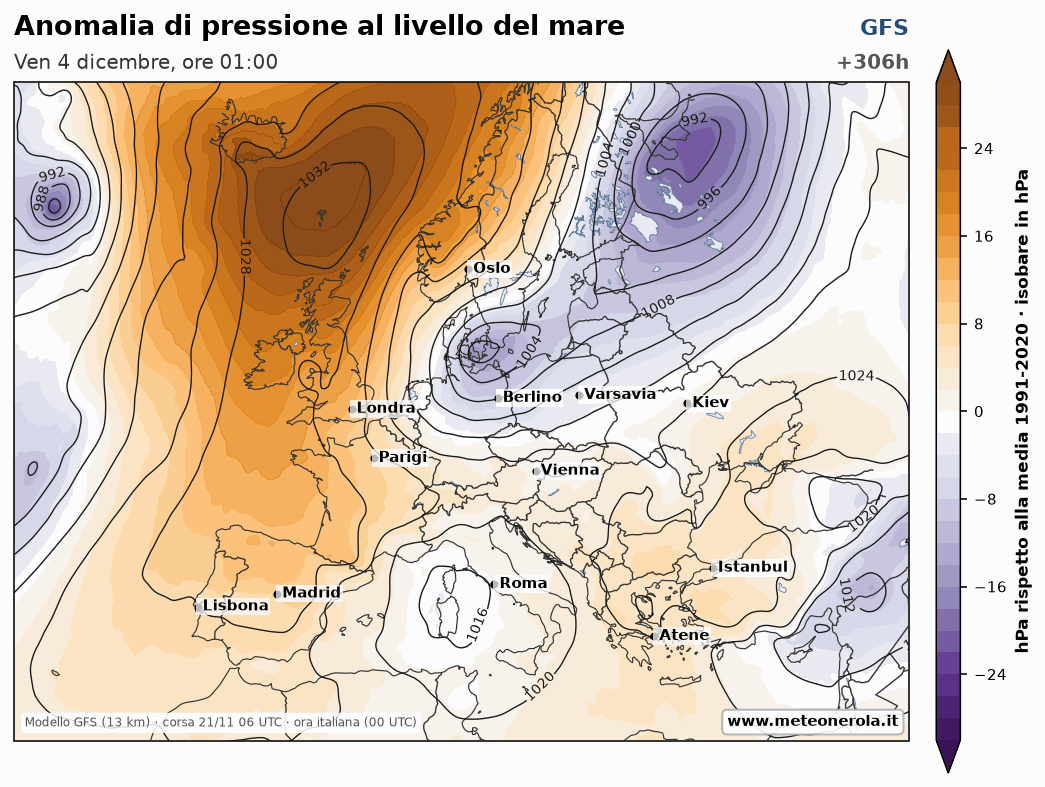 Anomalia di pressione al livello del mare
GFS
Ven 4 dicembre, ore 01:00
+306h
992
988
1032
1028
1004
1000
992
996
24
16
8
0
−8
−16
−24
hPa rispetto alla media 1991-2020 · isobare in hPa
Oslo
1008
1004
1024
Berlino
Varsavia
Kiev
Londra
Parigi
Vienna
1020
Istanbul
Roma
Madrid
Lisbona
1012
1016
Atene
1020
Modello GFS (13 km) · corsa 21/11 06 UTC · ora italiana (00 UTC)
www.meteonerola.it